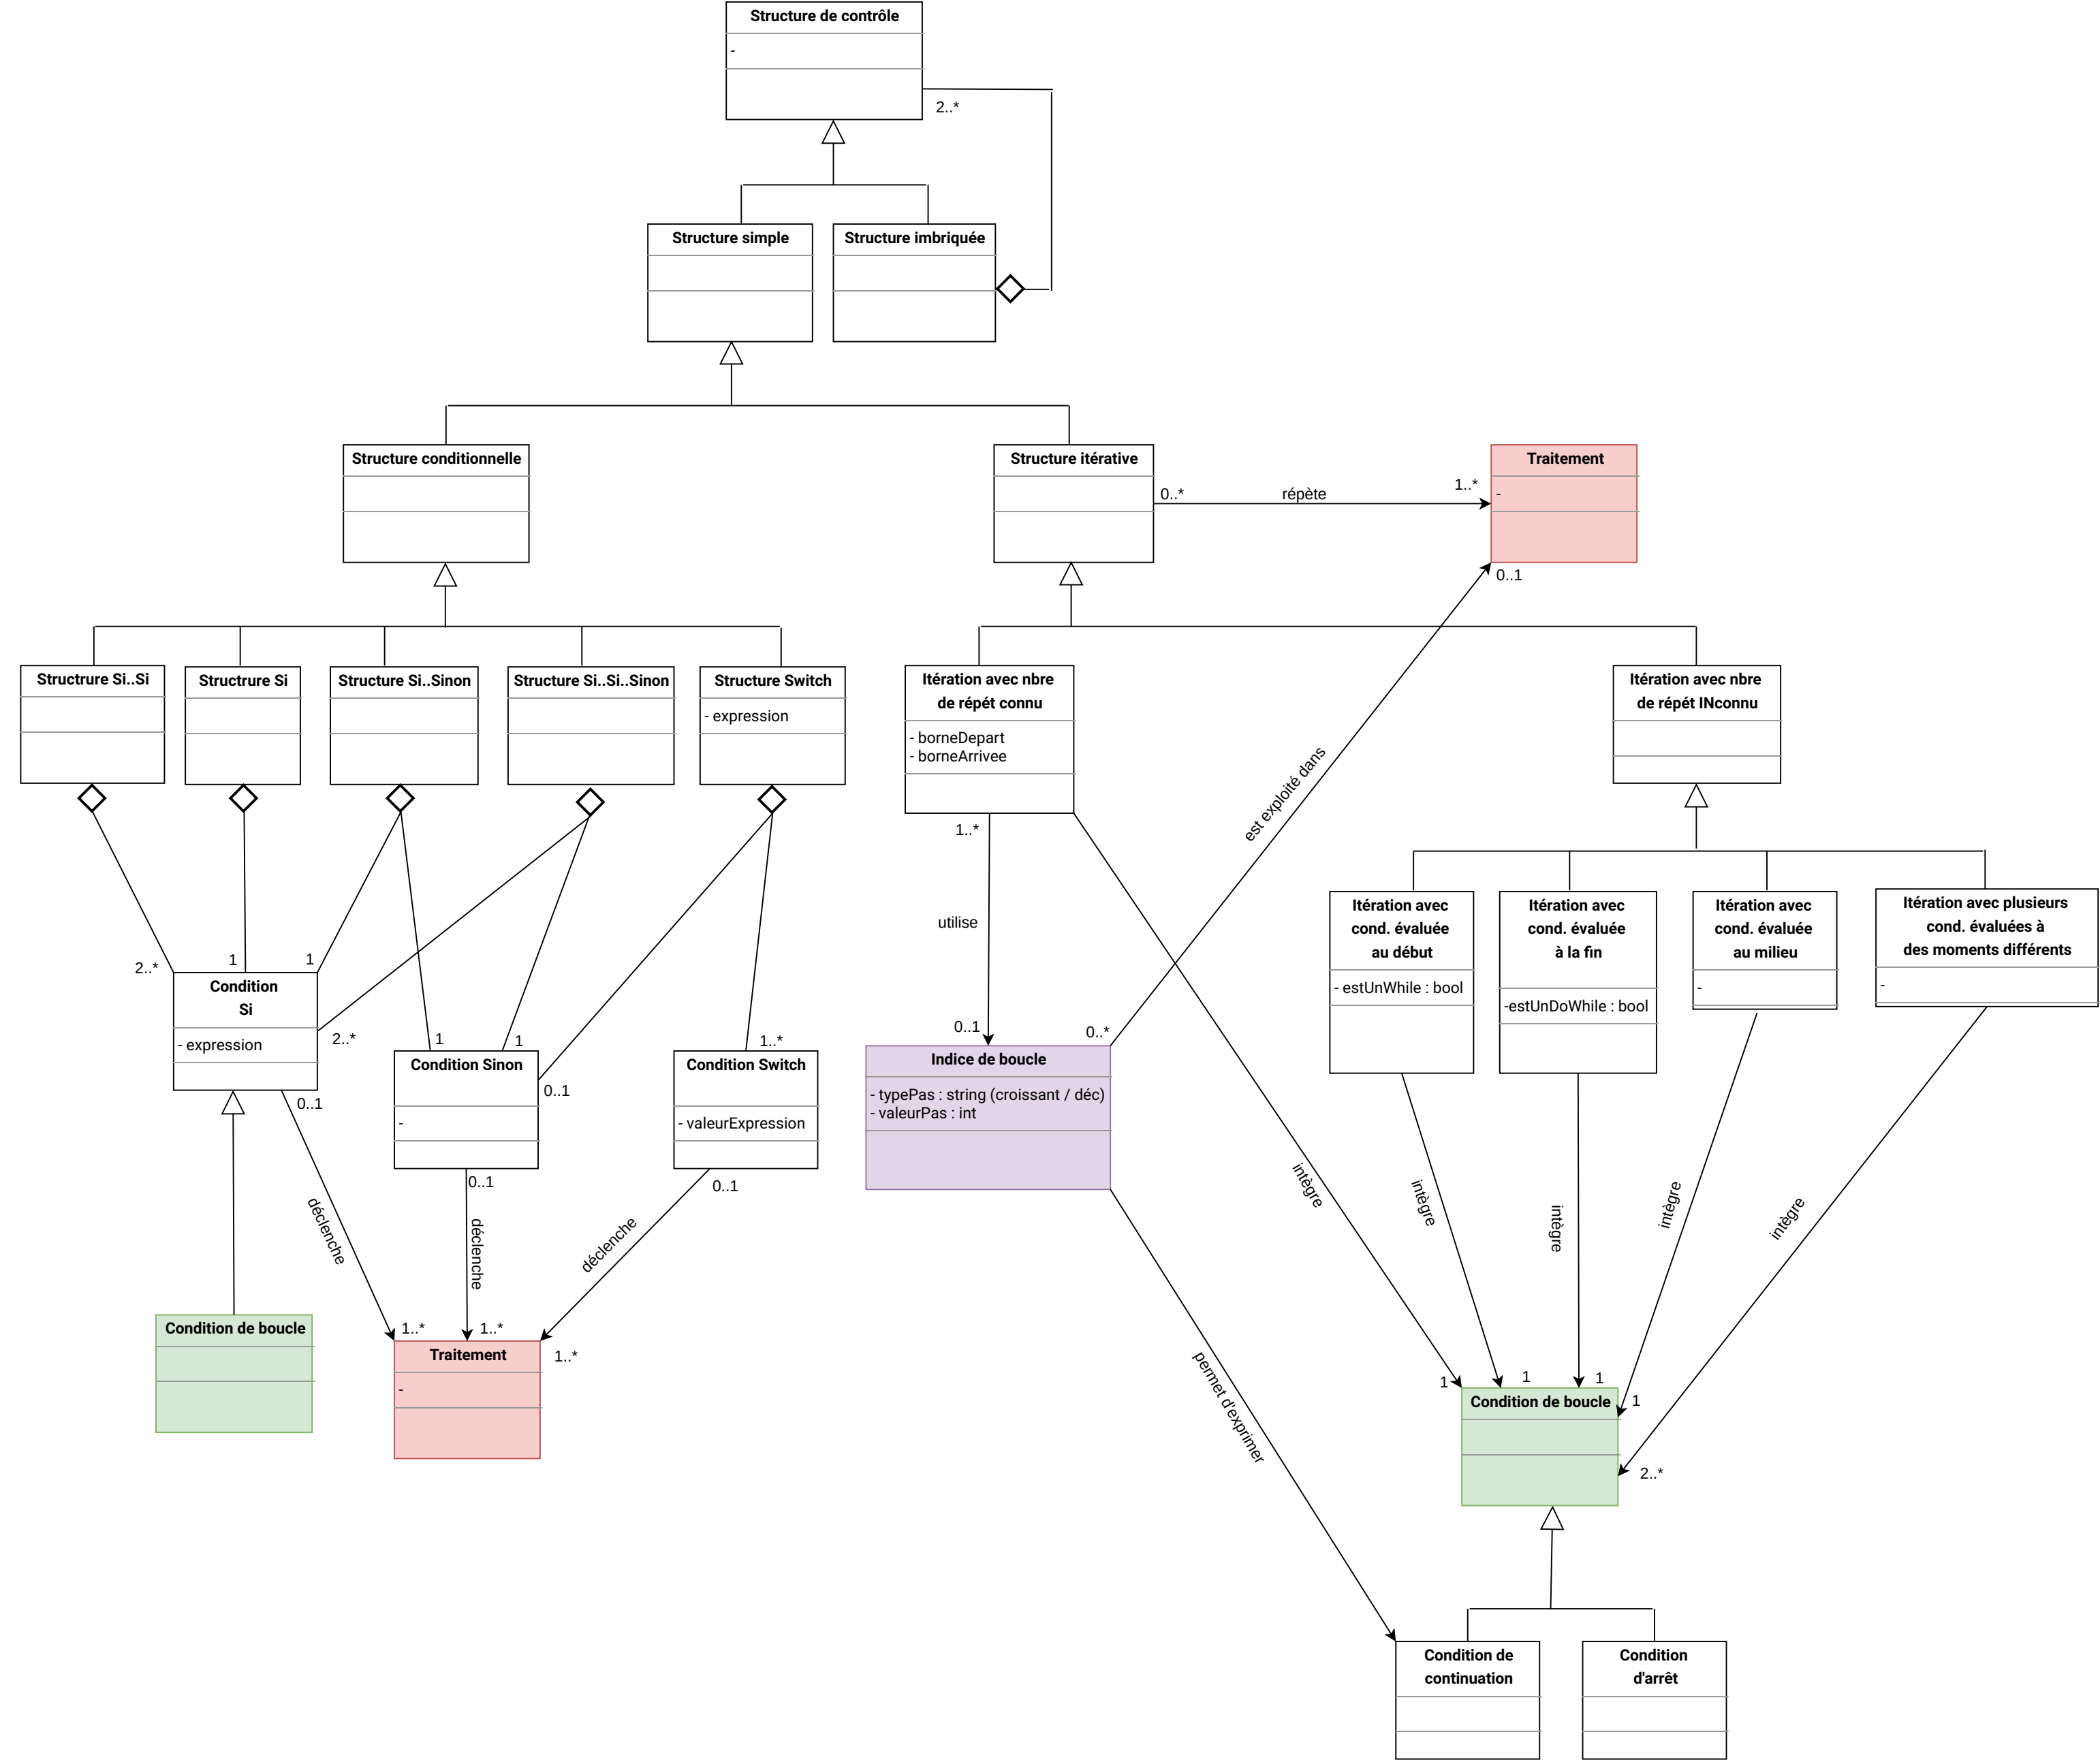 Structure de contrôle
-
2..*
Structure simple
Structure imbriquée
Structure conditionnelle
Structure itérative
0..*
répète
1..*
Traitement
-
0..1
Structrure Si..Si
Structrure Si
Structure Si..Sinon
Structure Si..Si..Sinon
Structure Switch
- expression
Itération avec nbre
de répét connu
- borneDepart
- borneArrivee
Itération avec nbre
de répét INconnu
est exploité dans
1..*
utilise
0..1
0..*
Itération avec
cond. évaluée
au début
- estUnWhile : bool
Itération avec
cond. évaluée
à la fin
-estUnDoWhile : bool
Itération avec
cond. évaluée
au milieu
-
Itération avec plusieurs
cond. évaluées à
des moments différents
-
2..*
1
1
Condition
Si
- expression
2..*
1
1
0..1
1..*
Condition Sinon
-
Condition Switch
- valeurExpression
Indice de boucle
- typePas : string (croissant / déc)
- valeurPas : int
0..1
0..1
0..1
déclenche
déclenche
déclenche
intègre
intègre
intègre
intègre
intègre
Condition de boucle
1..*
1..*
1..*
Traitement
-
permet d'exprimer
1
1
1
1
2..*
Condition de boucle
Condition de
continuation
Condition
d'arrêt